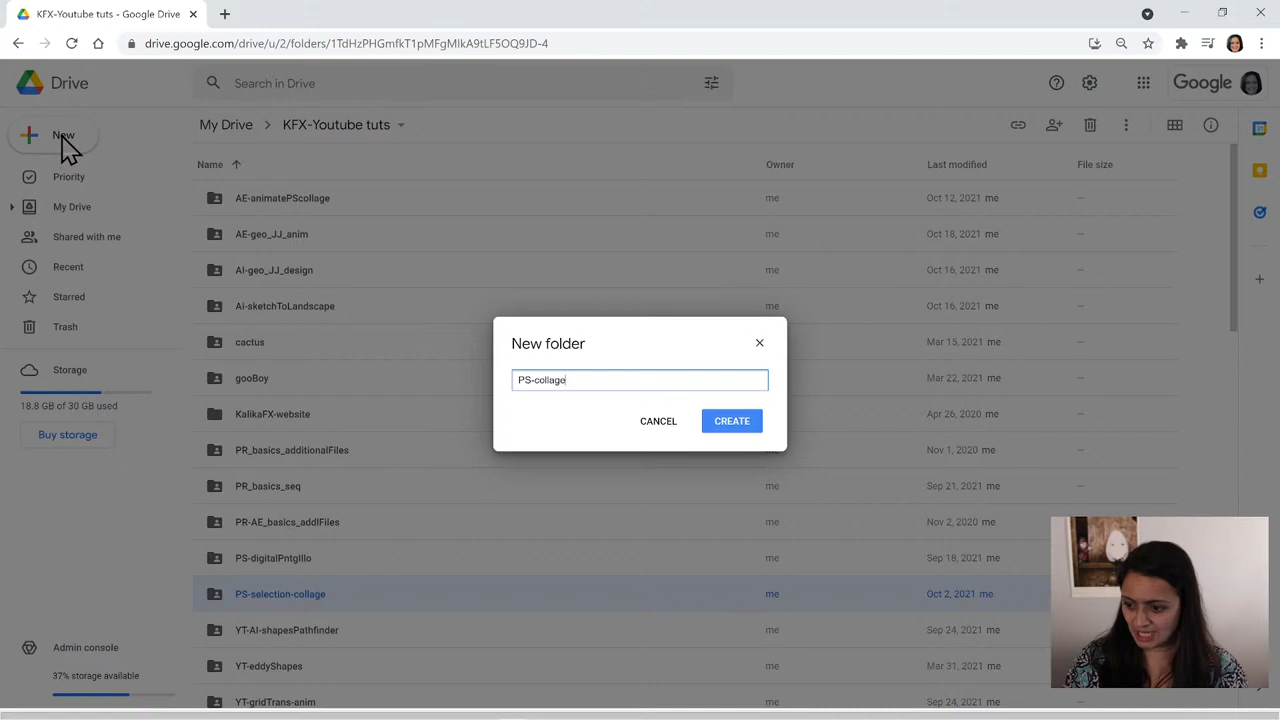 KFX-Youtube tuts - Google Drive
drive.google.com/drive/u/2/folders/1TdHzPHGmfkT1pMFgMlkA9tLF5OQ9JD-4
Drive
Search in Drive
Google
New
My Drive > KFX-Youtube tuts
Name Owner Last modified File size
Priority
My Drive
Shared with me
Recent
Starred
Trash
Storage
18.8 GB of 30 GB used
Buy storage
Admin console
37% storage available
AE-animatePScollage me Oct 12, 2021 me –
AE-geo_JJ_anim me Oct 18, 2021 me –
AI-geo_JJ_design me Oct 16, 2021 me –
Ai-sketchToLandscape me Oct 16, 2021 me –
cactus me Mar 15, 2021 me –
gooBoy me Mar 22, 2021 me –
KalikaFX-website me Apr 26, 2020 me –
PR_basics_additionalFiles me Nov 1, 2020 me –
PR_basics_seq me Sep 21, 2021 me –
PR-AE_basics_addlFiles me Nov 2, 2020 me –
PS-digitalPntgIllo me Sep 18, 2021 me –
PS-selection-collage me Oct 2, 2021 me
YT-AI-shapesPathfinder me Sep 24, 2021 me
YT-eddyShapes me Mar 31, 2021 me
YT-gridTrans-anim me Sep 24, 2021 me
New folder
PS-collage
CANCEL CREATE